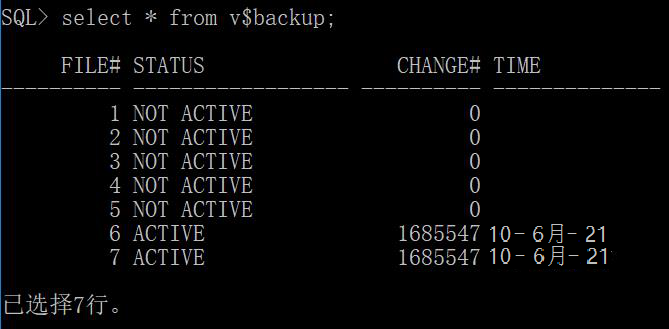 SQL> select * from v$backup;
FILE# STATUS CHANGE# TIME
---------- ------------------ ---------- --------------
1 NOT ACTIVE 0
2 NOT ACTIVE 0
3 NOT ACTIVE 0
4 NOT ACTIVE 0
5 NOT ACTIVE 0
6 ACTIVE 1685547 10-6月-21
7 ACTIVE 1685547 10-6月-21
已选择7行。